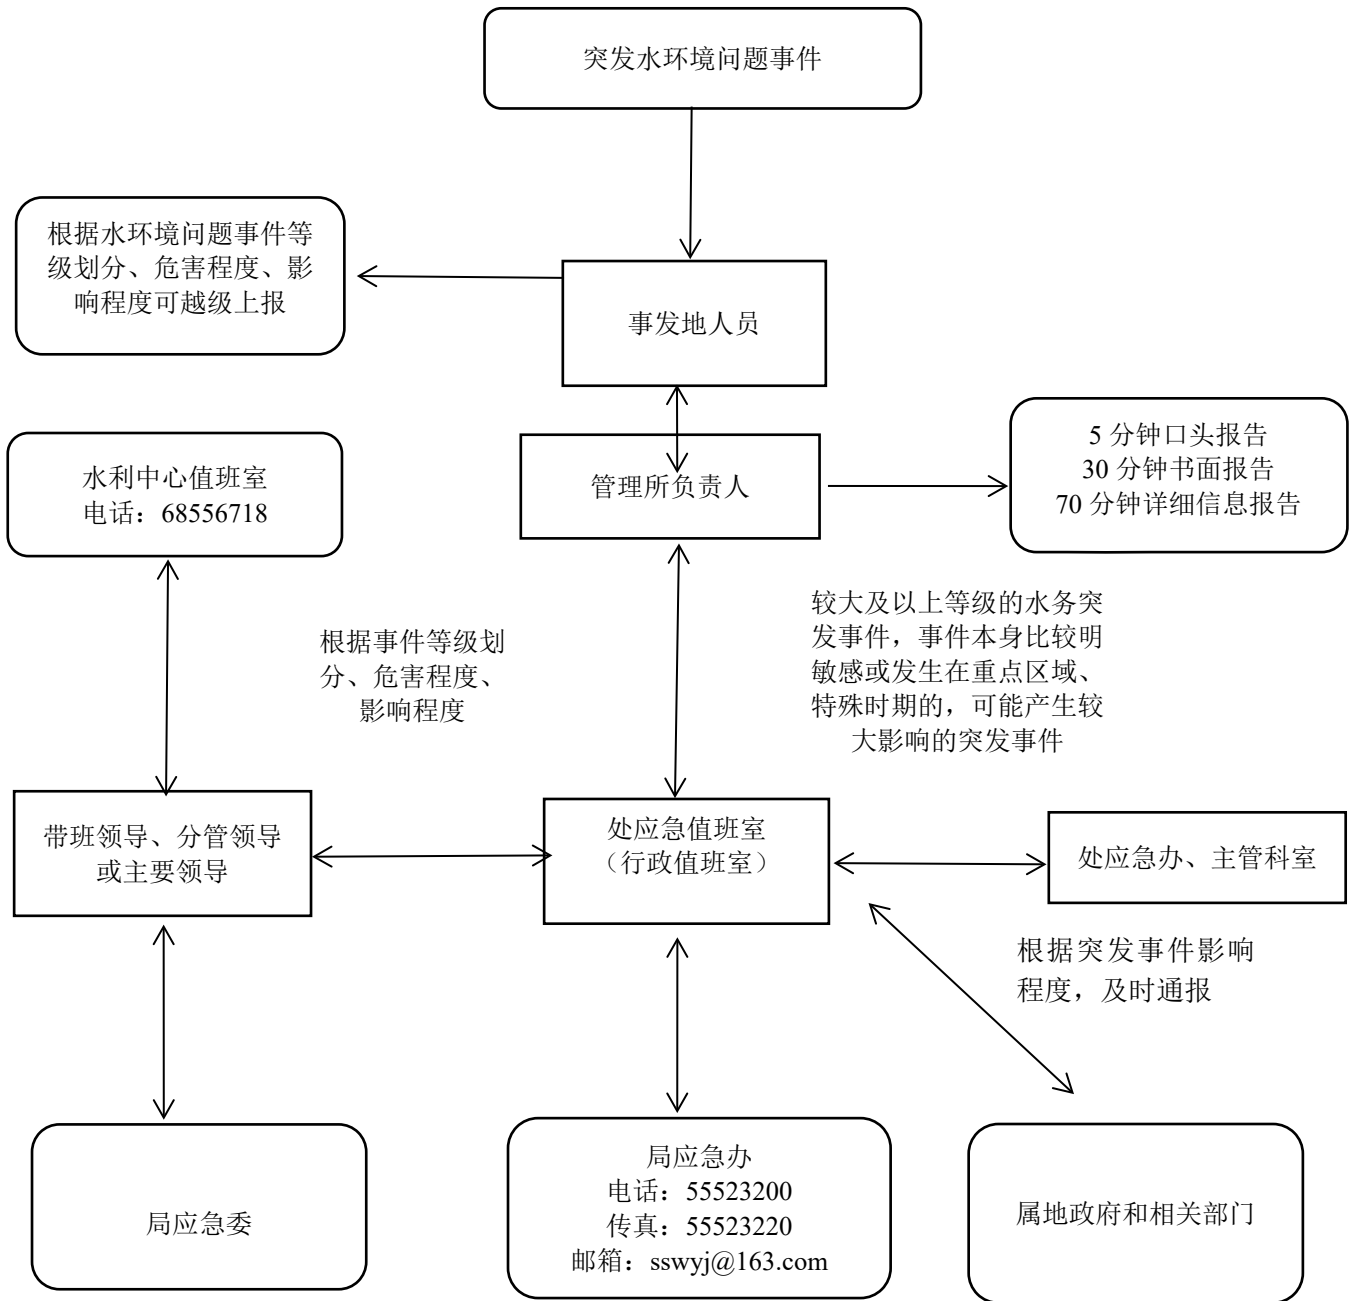 突发水环境问题事件
根据水环境问题事件等
级划分、危害程度、影
响程度可越级上报
事发地人员
水利中心值班室
电话：68556718
管理所负责人
5 分钟口头报告
30 分钟书面报告
70 分钟详细信息报告
根据事件等级划
分、危害程度、
影响程度
较大及以上等级的水务突
发事件，事件本身比较明
敏感或发生在重点区域、
特殊时期的，可能产生较
大影响的突发事件
带班领导、分管领导
或主要领导
处应急值班室
（行政值班室）
处应急办、主管科室
根据突发事件影响
程度，及时通报
局应急委
局应急办
电话：55523200
传真：55523220
邮箱：sswyj@163.com
属地政府和相关部门